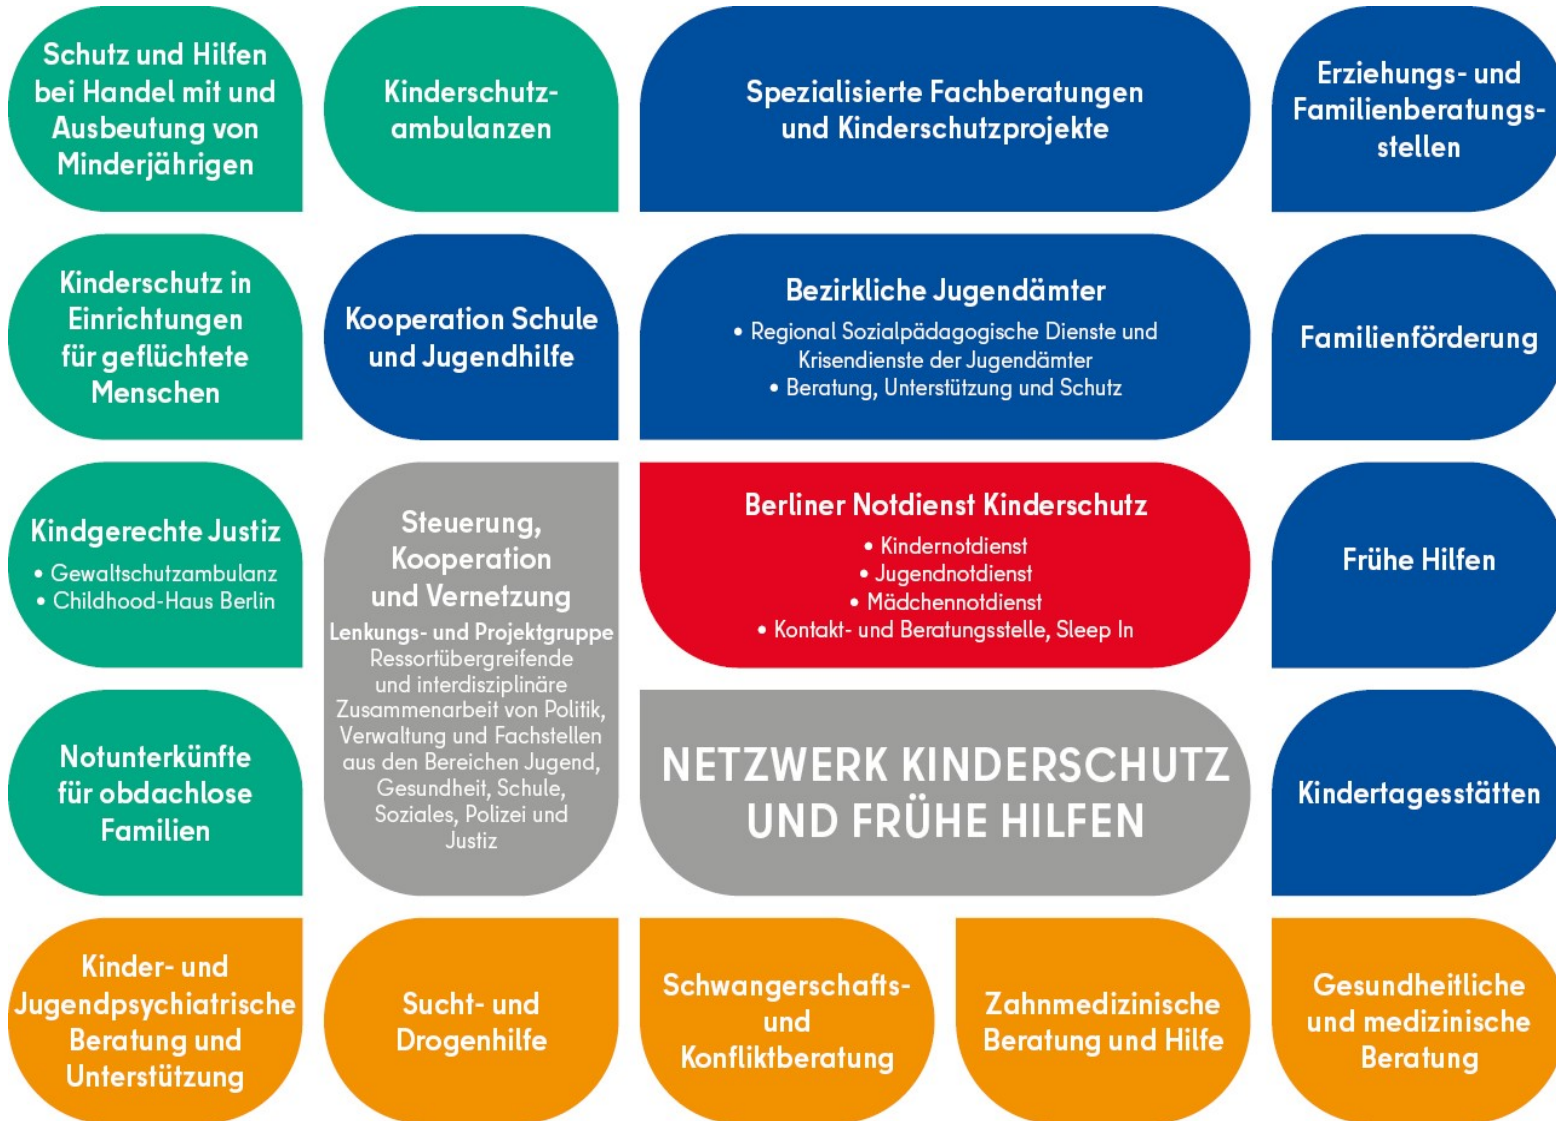 Schutz und Hilfen
bei Handel mit und
Ausbeutung von
Minderjährigen
Kinderschutz-
ambulanzen
Spezialisierte Fachberatungen
und Kinderschutzprojekte
Erziehungs- und
Familienberatungs-
stellen
Kinderschutz in
Einrichtungen
für geflüchtete
Menschen
Kooperation Schule
und Jugendhilfe
Bezirkliche Jugendämter
• Regional Sozialpädagogische Dienste und
Krisendienste der Jugendämter
• Beratung, Unterstützung und Schutz
Familienförderung
Kindgerechte Justiz
• Gewaltschutzambulanz
• Childhood-Haus Berlin
Steuerung,
Kooperation
und Vernetzung
Lenkungs- und Projektgruppe
Ressortübergreifende
und interdisziplinäre
Zusammenarbeit von Politik,
Verwaltung und Fachstellen
aus den Bereichen Jugend,
Gesundheit, Schule,
Soziales, Polizei und
Justiz
Berliner Notdienst Kinderschutz
• Kindernotdienst
• Jugendnotdienst
• Mädchennotdienst
• Kontakt- und Beratungsstelle, Sleep In
Frühe Hilfen
Notunterkünfte
für obdachlose
Familien
NETZWERK KINDERSCHUTZ
UND FRÜHE HILFEN
Kindertagesstätten
Kinder- und
Jugendpsychiatrische
Beratung und
Unterstützung
Sucht- und
Drogenhilfe
Schwangerschafts-
und
Konfliktberatung
Zahnmedizinische
Beratung und Hilfe
Gesundheitliche
und medizinische
Beratung